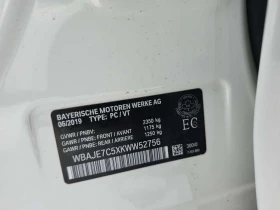 BAYERISCHE MOTOREN WERKE AG
06/2019 TYPE: PC / VT
GVWR / PNBV: 2350 kg
GAWR / PNBE: FRONT / AVANT 1175 kg
GAWR / PNBE: REAR / ARRIERE 1260 kg
WBAJE7C5XKWW52756
EC